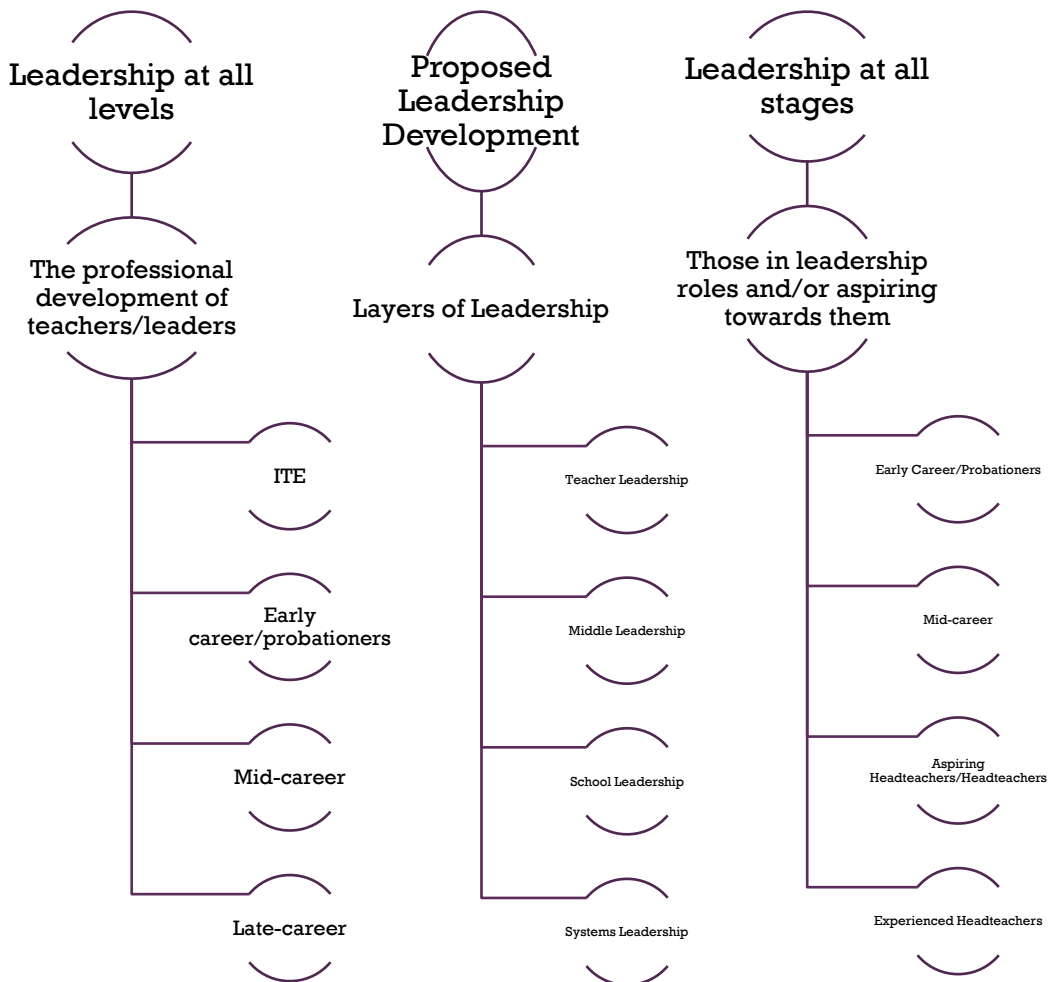 Leadership at all
levels
The professional
development of
teachers/leaders
ITE
Early
career/probationers
Mid-career
Late-career
Proposed
Leadership
Development
Layers of Leadership
Teacher Leadership
Middle Leadership
School Leadership
Systems Leadership
Leadership at all
stages
Those in leadership
roles and/or aspiring
towards them
Early Career/Probationers
Mid-career
Aspiring
Headteachers/Headteachers
Experienced Headteachers